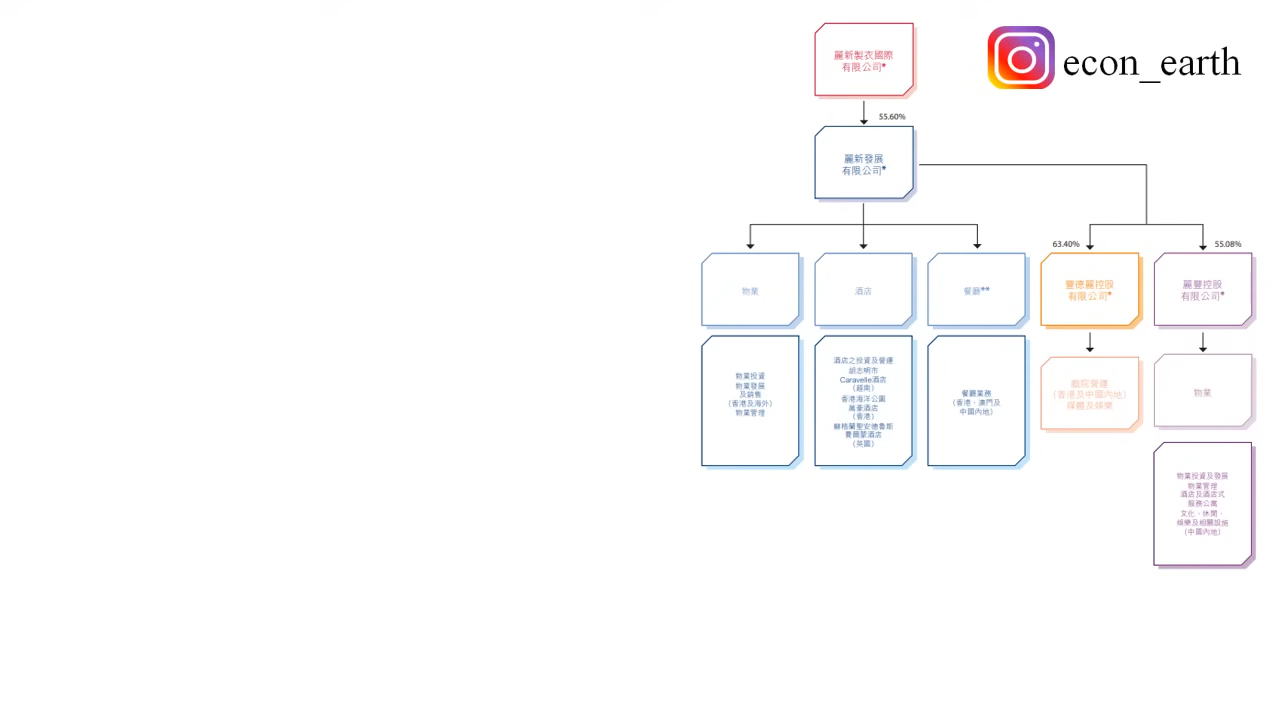 麗新製衣國際
有限公司*
econ_earth
55.60%
麗新發展
有限公司*
63.40%
55.08%
物業
酒店
餐廳**
豐德麗控股
有限公司*
麗豐控股
有限公司*
物業投資
物業發展
及銷售
(香港及海外)
物業管理
酒店之投資及營運
胡志明市
Caravelle酒店
(越南)
香港海洋公園
萬豪酒店
(香港)
蘇格蘭聖安德魯斯
費爾蒙酒店
(英國)
餐廳業務
(香港、澳門及
中國內地)
戲院營運
(香港及中國內地)
媒體及娛樂
物業
物業投資及發展
物業管理
酒店及酒店式
服務公寓
文化、休閒、
娛樂及相關設施
(中國內地)